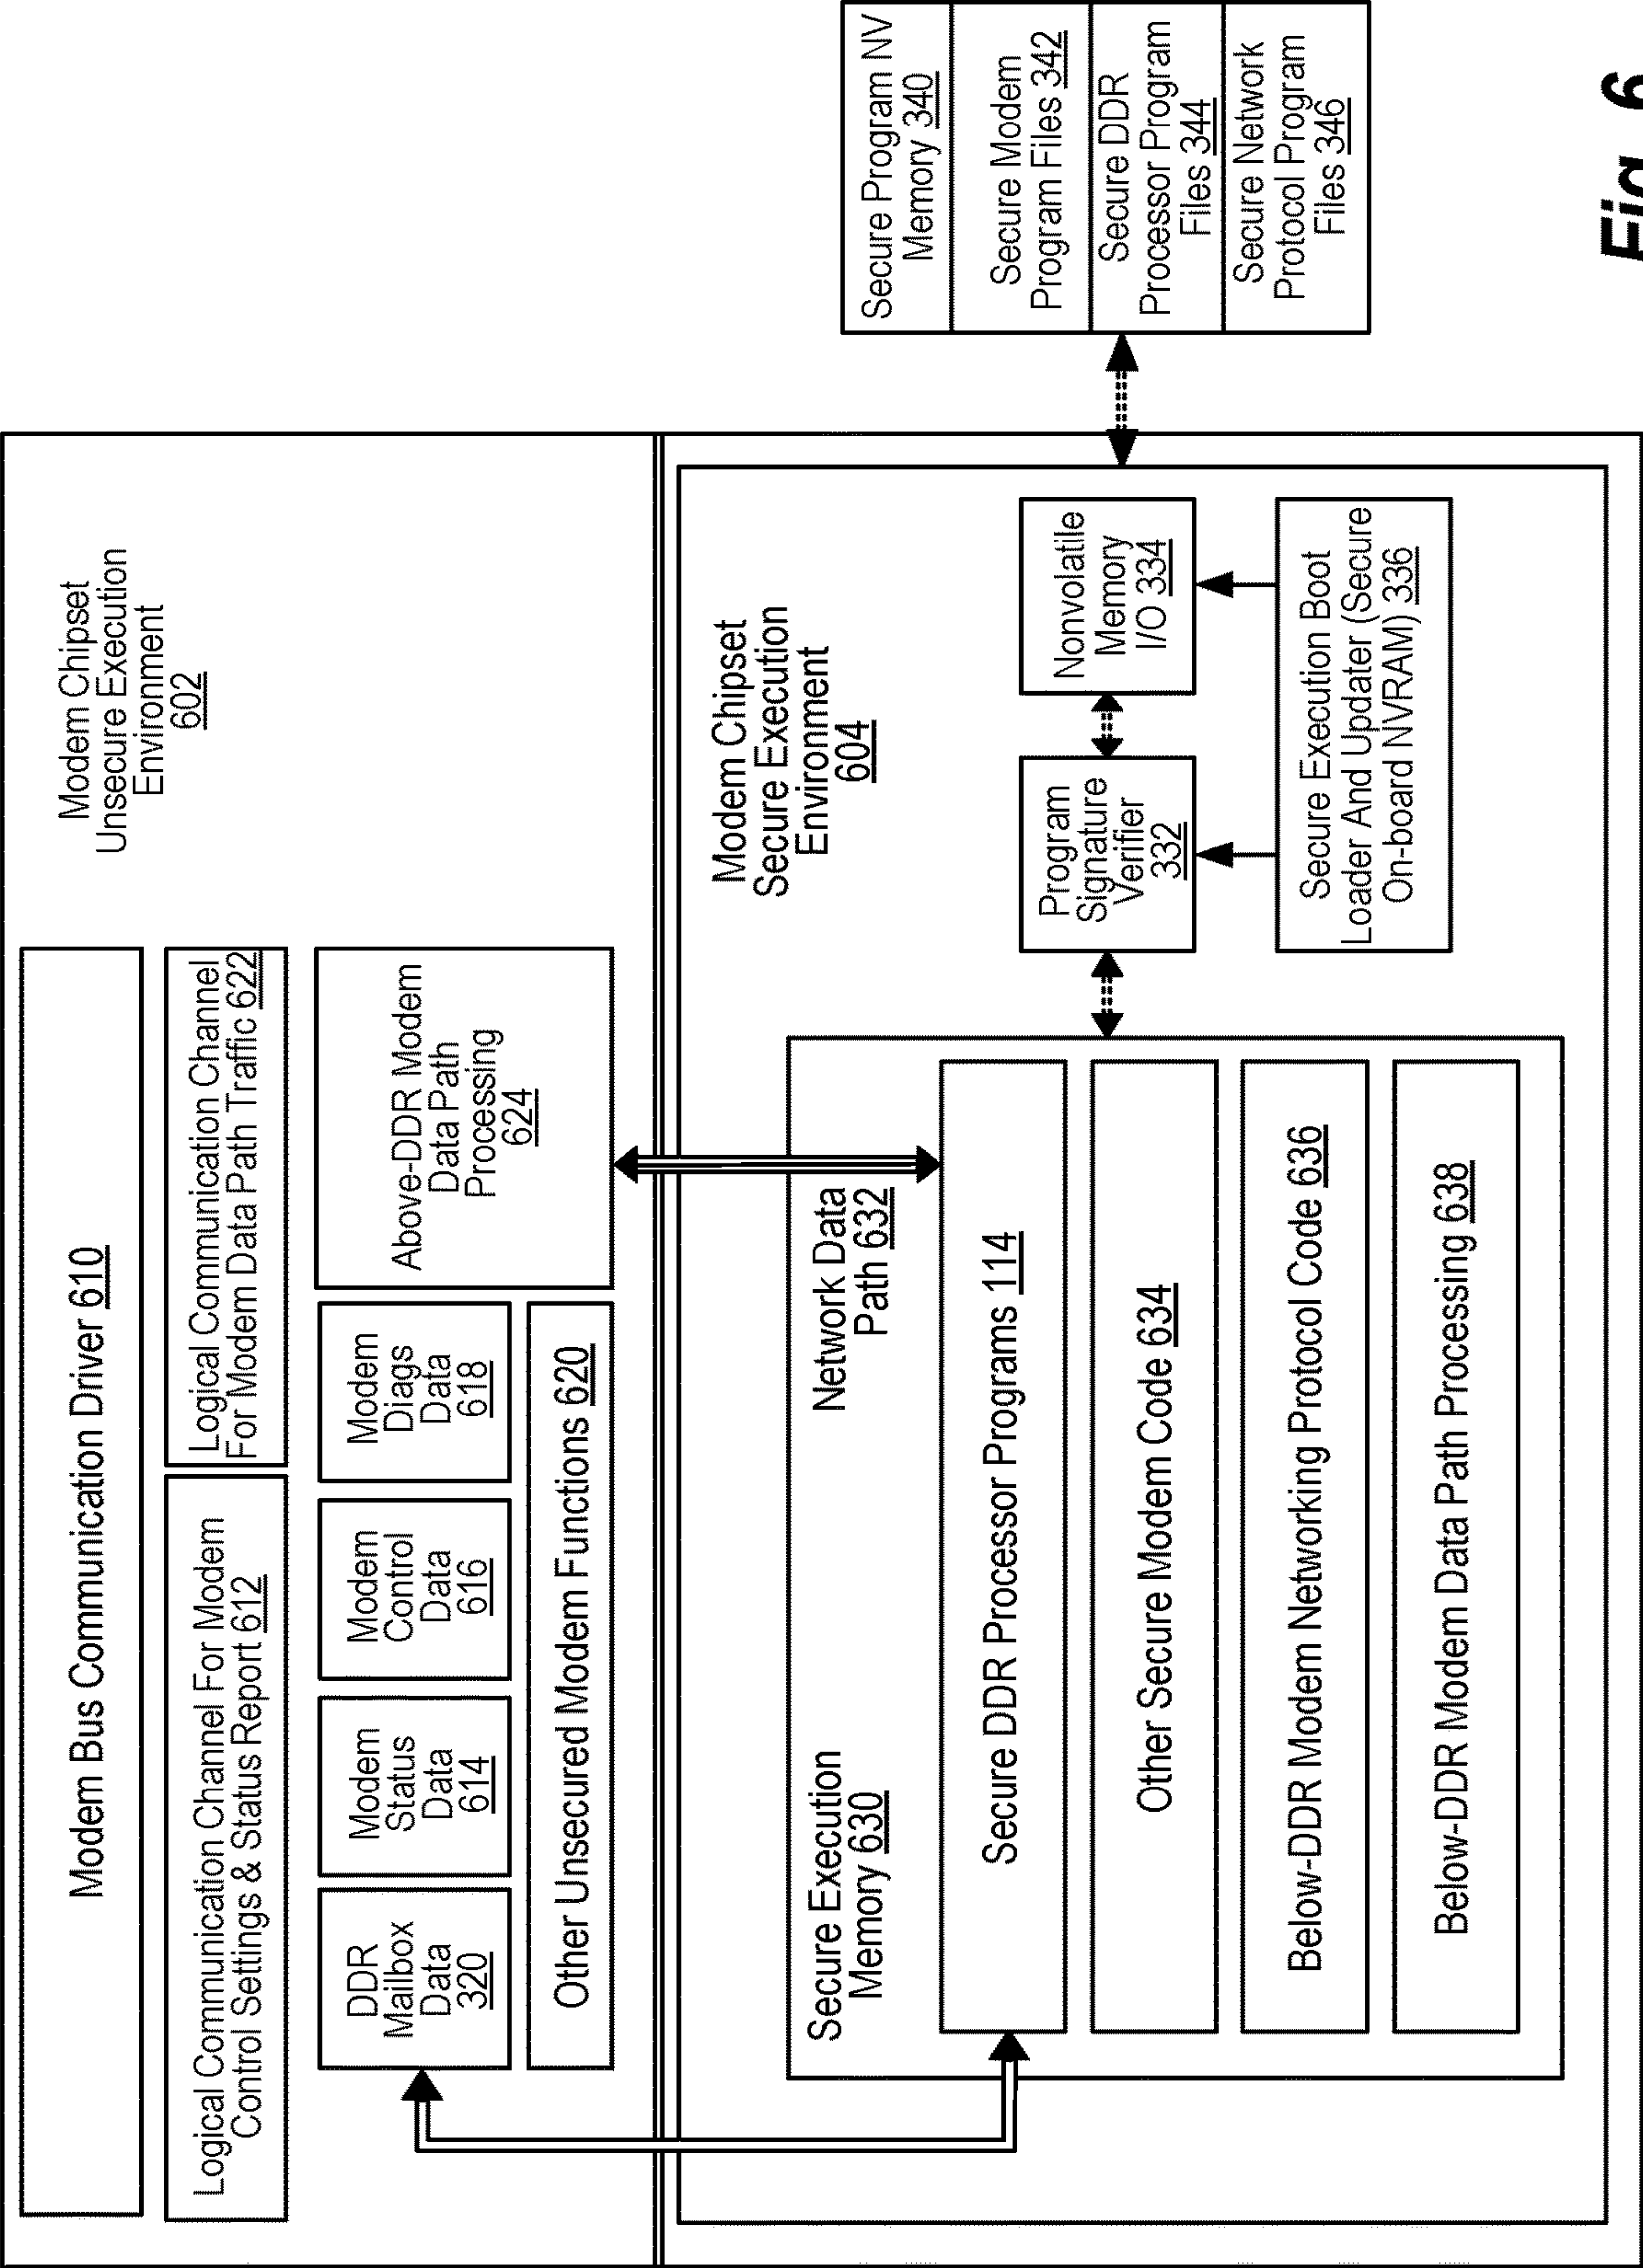 Modem Chipset
Unsecure Execution
Environment
602
Modem Bus Communication Driver 610
Logical Communication Channel For Modem
Control Settings & Status Report 612
Logical Communication Channel
For Modem Data Path Traffic 622
DDR
Mailbox
Data
320
Modem
Status
Data
614
Modem
Control
Data
616
Modem
Diags
Data
618
Above-DDR Modem
Data Path
Processing
624
Other Unsecured Modem Functions 620
Modem Chipset
Secure Execution
Environment
604
Secure Execution
Memory 630
Network Data
Path 632
Secure DDR Processor Programs 114
Other Secure Modem Code 634
Below-DDR Modem Networking Protocol Code 636
Below-DDR Modem Data Path Processing 638
Program
Signature
Verifier
332
Nonvolatile
Memory
I/O 334
Secure Execution Boot
Loader And Updater (Secure
On-board NVRAM) 336
Secure Program NV
Memory 340
Secure Modem
Program Files 342
Secure DDR
Processor Program
Files 344
Secure Network
Protocol Program
Files 346
Fig. 6